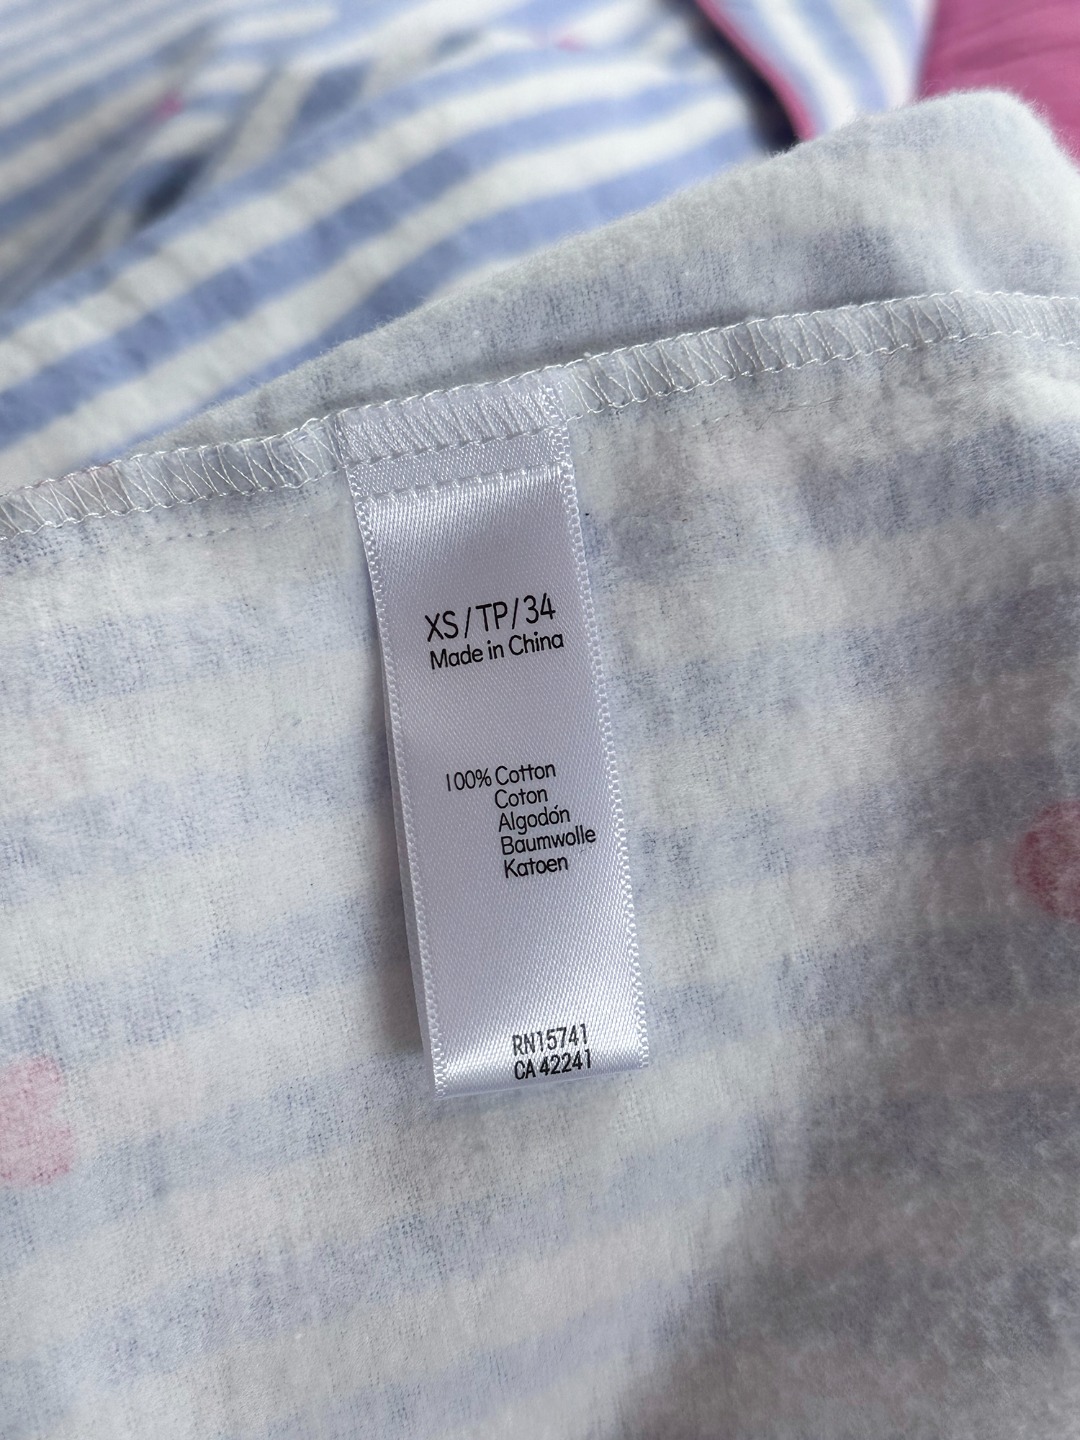 XS/TP/34
Made in China
100% Cotton
Coton
Algodón
Baumwolle
Katoen
RN15741
CA 42241